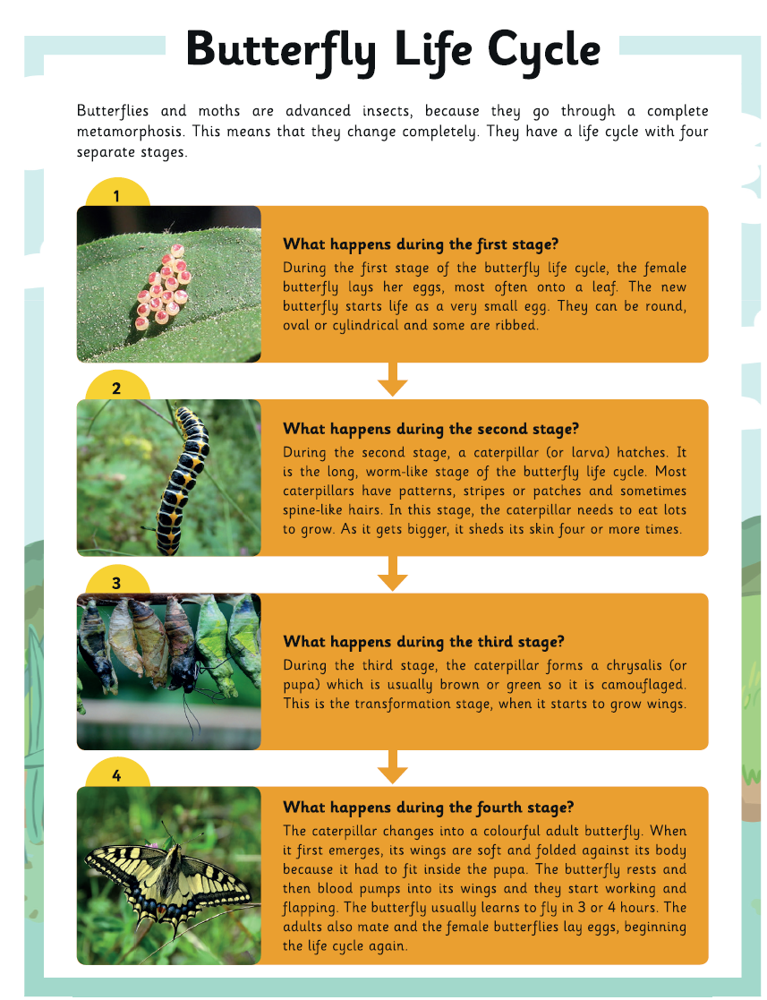 Butterfly Life Cycle
Butterflies and moths are advanced insects, because they go through a complete
metamorphosis. This means that they change completely. They have a life cycle with four
separate stages.
1
What happens during the first stage?
During the first stage of the butterfly life cycle, the female
butterfly lays her eggs, most often onto a leaf. The new
butterfly starts life as a very small egg. They can be round,
oval or cylindrical and some are ribbed.
2
What happens during the second stage?
During the second stage, a caterpillar (or larva) hatches. It
is the long, worm-like stage of the butterfly life cycle. Most
caterpillars have patterns, stripes or patches and sometimes
spine-like hairs. In this stage, the caterpillar needs to eat lots
to grow. As it gets bigger, it sheds its skin four or more times.
3
What happens during the third stage?
During the third stage, the caterpillar forms a chrysalis (or
pupa) which is usually brown or green so it is camouflaged.
This is the transformation stage, when it starts to grow wings.
4
What happens during the fourth stage?
The caterpillar changes into a colourful adult butterfly. When
it first emerges, its wings are soft and folded against its body
because it had to fit inside the pupa. The butterfly rests and
then blood pumps into its wings and they start working and
flapping. The butterfly usually learns to fly in 3 or 4 hours. The
adults also mate and the female butterflies lay eggs, beginning
the life cycle again.